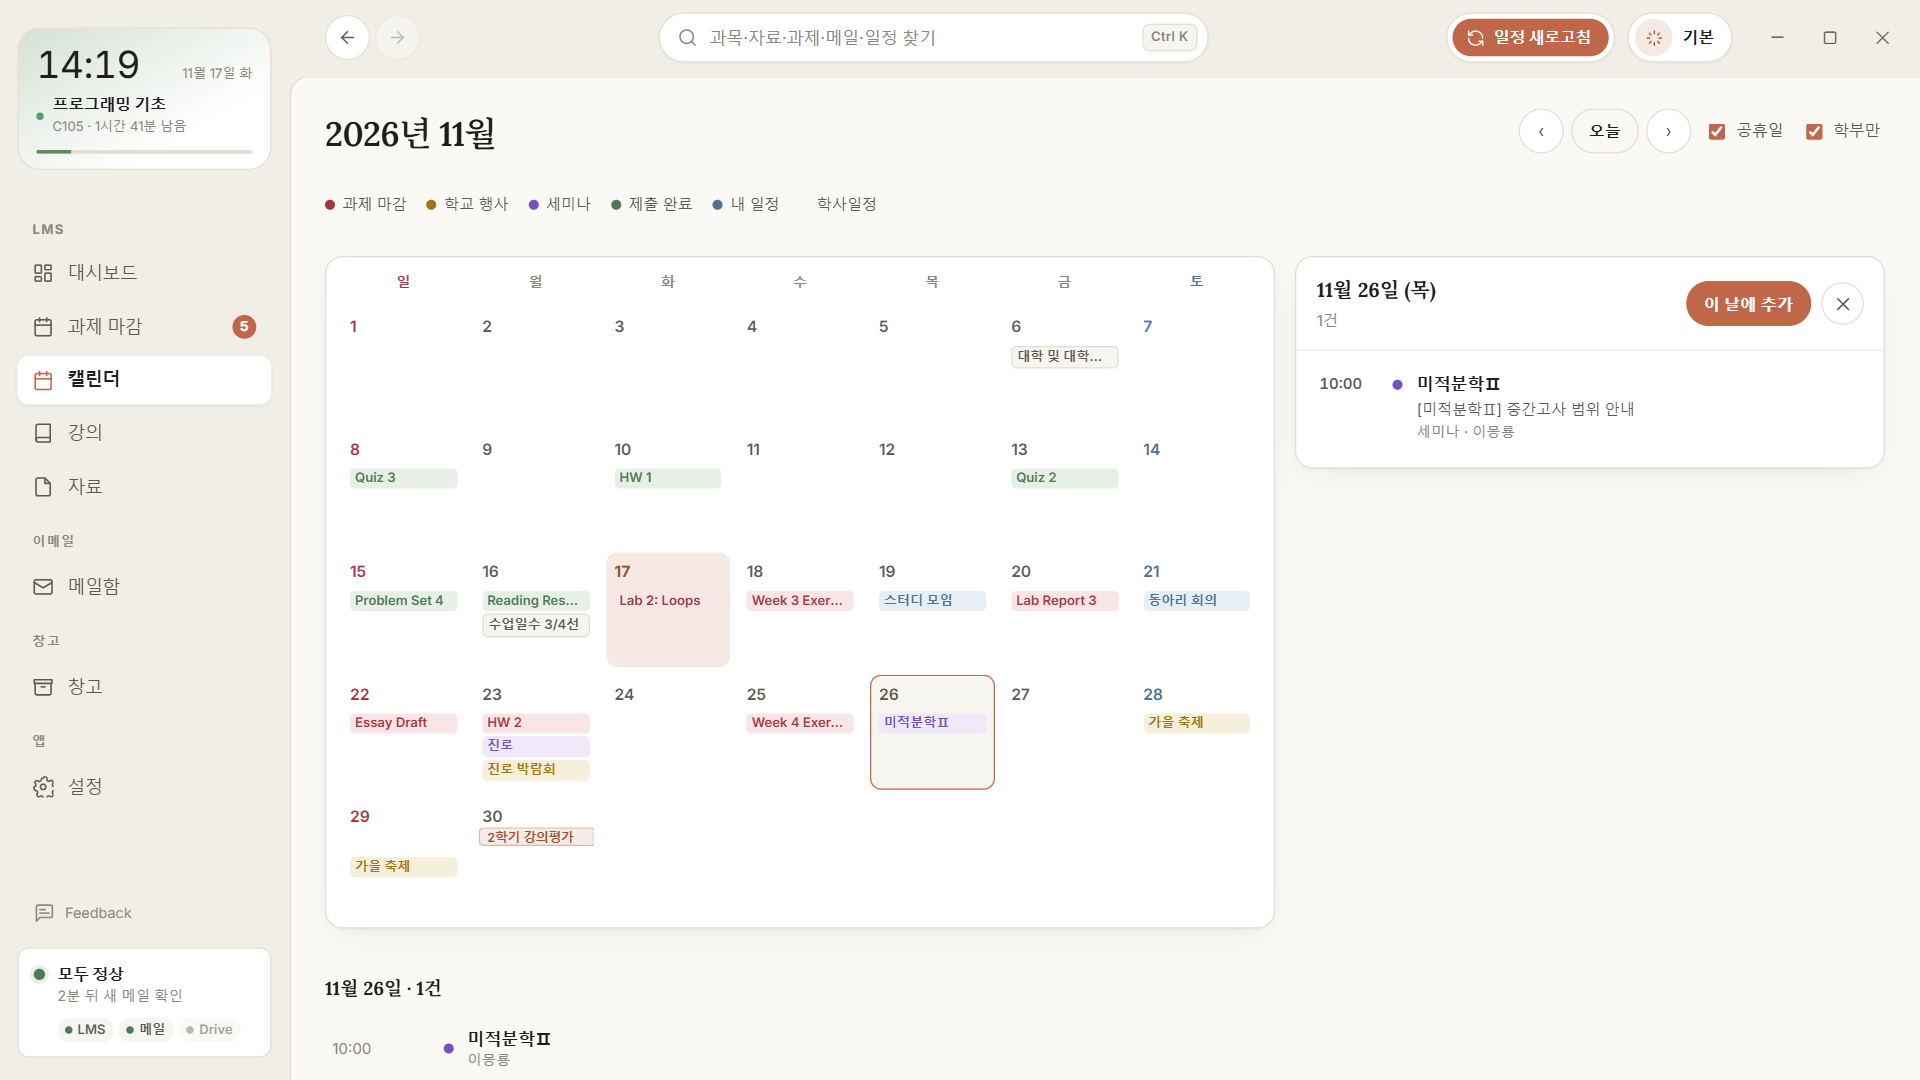 14:19
11월 17일 화
프로그래밍 기초
C105 · 1시간 41분 남음
LMS
대시보드
과제 마감
5
캘린더
강의
자료
이메일
메일함
창고
창고
앱
설정
Feedback
모두 정상
2분 뒤 새 메일 확인
LMS
메일
Drive
과목·자료·과제·메일·일정 찾기
Ctrl K
일정 새로고침
기본
2026년 11월
‹
오늘
›
공휴일
학부만
과제 마감
학교 행사
세미나
제출 완료
내 일정
학사일정
일 월 화 수 목 금 토
1 2 3 4 5 6 7
대학 및 대학...
8 9 10 11 12 13 14
Quiz 3
HW 1
Quiz 2
15 16 17 18 19 20 21
Problem Set 4
Reading Res...
Lab 2: Loops
Week 3 Exer...
스터디 모임
Lab Report 3
동아리 회의
수업일수 3/4선
22 23 24 25 26 27 28
Essay Draft
HW 2
Week 4 Exer...
미적분학Ⅱ
가을 축제
진로
진로 박람회
29 30
2학기 강의평가
가을 축제
11월 26일 (목)
1건
이 날에 추가
10:00
미적분학Ⅱ
[미적분학Ⅱ] 중간고사 범위 안내
세미나 · 이몽룡
11월 26일 · 1건
10:00
미적분학Ⅱ
이몽룡